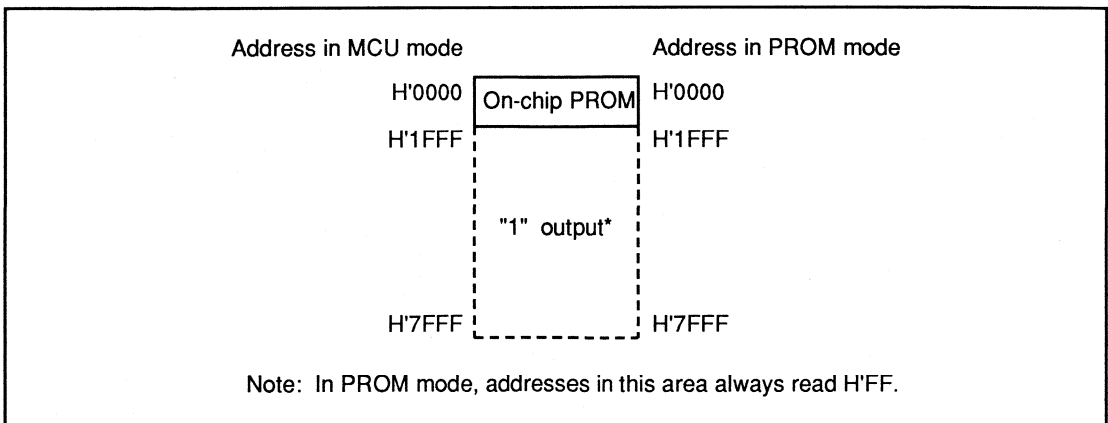 Address in MCU mode Address in PROM mode
H'0000 On-chip PROM H'0000
H'1FFF H'1FFF
"1" output*
H'7FFF H'7FFF
Note: In PROM mode, addresses in this area always read H'FF.